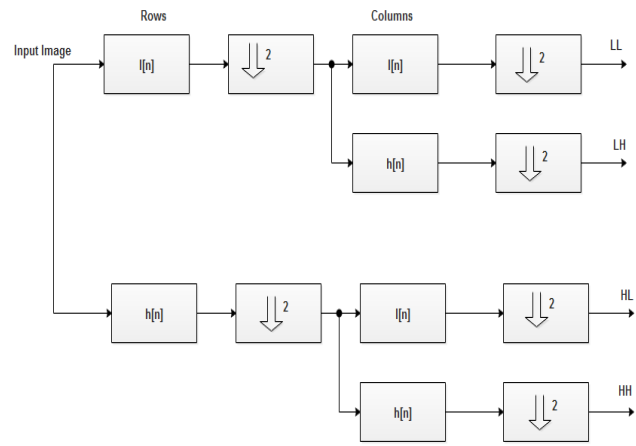 Rows Columns
Input Image
l[n] 2 l[n] 2 LL
h[n] 2 LH
h[n] 2 l[n] 2 HL
h[n] 2 HH